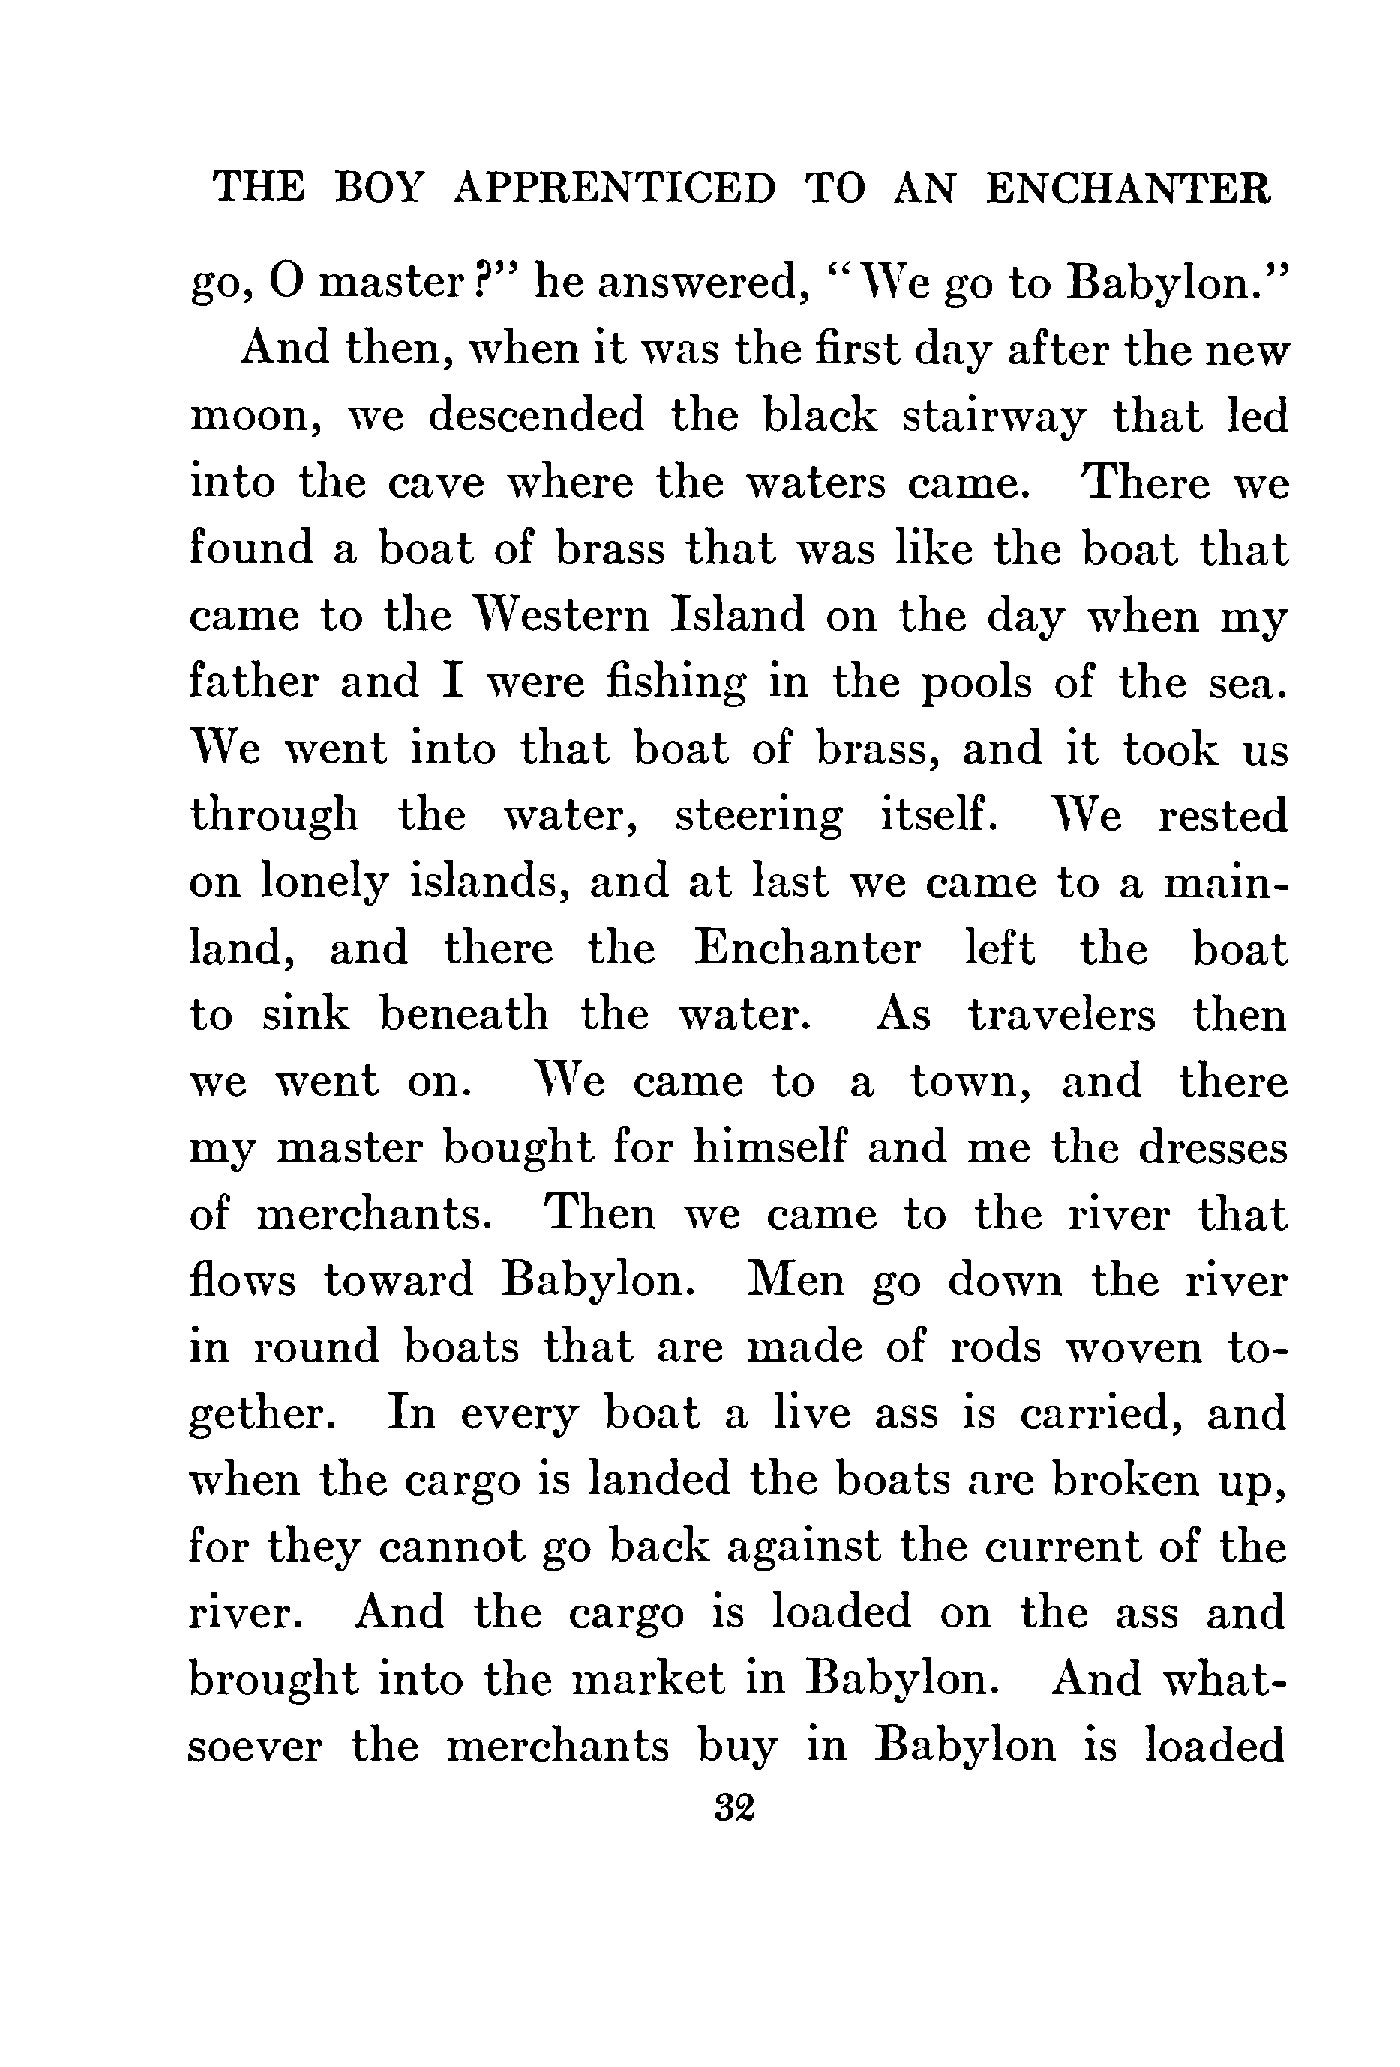 THE BOY APPRENTICED TO AN ENCHANTER
go, O master?" he answered, "We go to Babylon."
And then, when it was the first day after the new
moon, we descended the black stairway that led
into the cave where the waters came. There we
found a boat of brass that was like the boat that
came to the Western Island on the day when my
father and I were fishing in the pools of the sea.
We went into that boat of brass, and it took us
through the water, steering itself. We rested
on lonely islands, and at last we came to a main-
land, and there the Enchanter left the boat
to sink beneath the water. As travelers then
we went on. We came to a town, and there
my master bought for himself and me the dresses
of merchants. Then we came to the river that
flows toward Babylon. Men go down the river
in round boats that are made of rods woven to-
gether. In every boat a live ass is carried, and
when the cargo is landed the boats are broken up,
for they cannot go back against the current of the
river. And the cargo is loaded on the ass and
brought into the market in Babylon. And what-
soever the merchants buy in Babylon is loaded
32